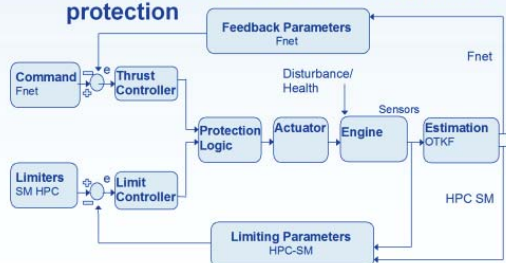 protection
Feedback Parameters
Fnet
Fnet
Command
Fnet
e
Thrust
Controller
Disturbance/
Health
Sensors
Protection
Logic
Actuator
Engine
Estimation
OTKF
Limiters
SM HPC
e
Limit
Controller
HPC SM
Limiting Parameters
HPC-SM